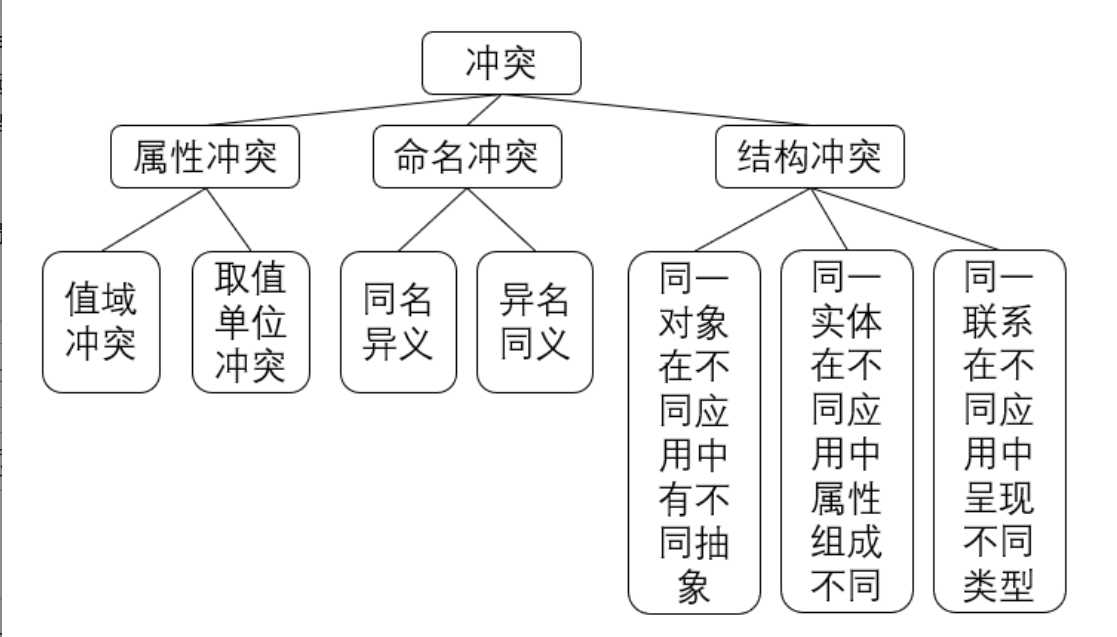 冲突
属性冲突
命名冲突
结构冲突
值域
冲突
取值
单位
冲突
同名
异义
异名
同义
同一
对象
在不
同应
用中
有不
同抽
象
同一
实体
在不
同应
用中
属性
组成
不同
同一
联系
在不
同应
用中
呈现
不同
类型